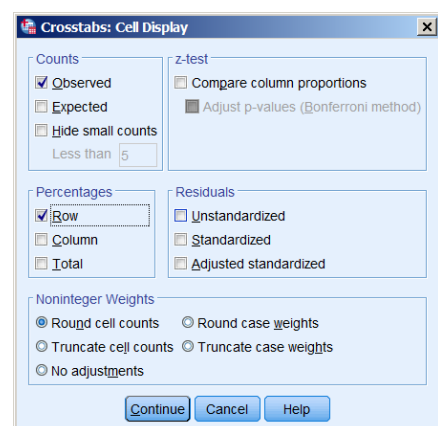 Crosstabs: Cell Display
Counts
Observed
Expected
Hide small counts
Less than 5
z-test
Compare column proportions
Adjust p-values (Bonferroni method)
Percentages
Row
Column
Total
Residuals
Unstandardized
Standardized
Adjusted standardized
Noninteger Weights
Round cell counts Round case weights
Truncate cell counts Truncate case weights
No adjustments
Continue Cancel Help